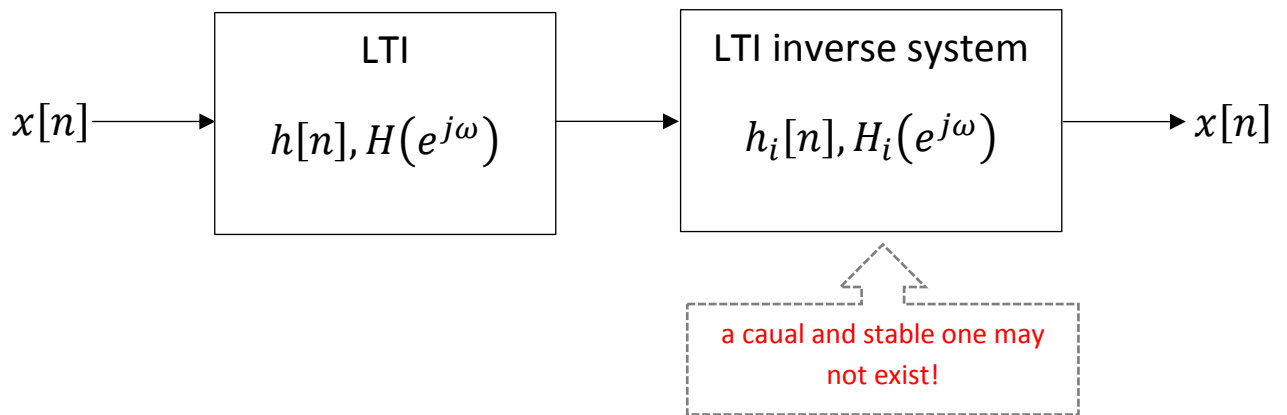 LTI
LTI inverse system
x[n]
h[n], H(e^{jω})
h_i[n], H_i(e^{jω})
x[n]
a caual and stable one may
not exist!